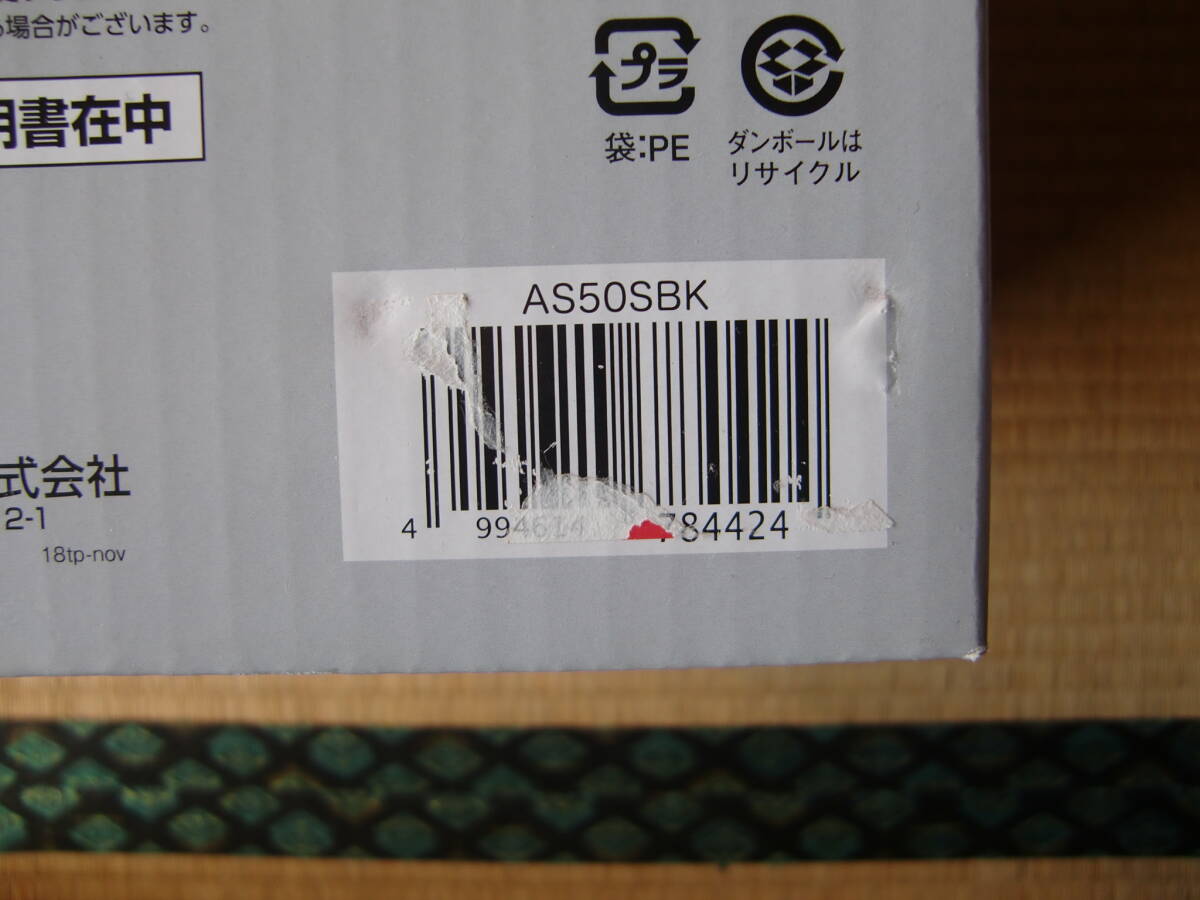 場合がございます。
書在中
プラ
袋:PE
ダンボールは
リサイクル
AS50SBK
4 994614 784424
式会社
2-1
18tp-nov